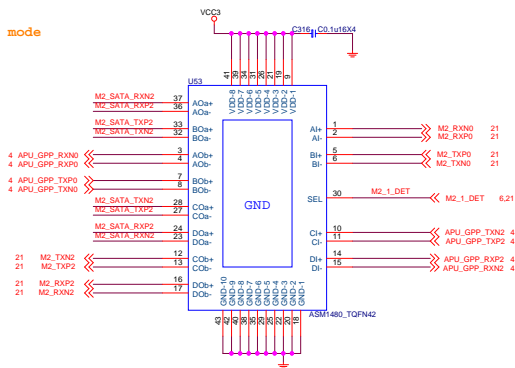 mode
VCC3
C316 C0.1u16X4
41 39 34 31 26 21 19 9 2
U53
VDD-8 VDD-7 VDD-6 VDD-5 VDD-4 VDD-3 VDD-2 VDD-1
M2_SATA_RXN2 37 AOa+
M2_SATA_RXP2 36 AOa-
M2_SATA_TXP2 33 BOa+
M2_SATA_TXN2 32 BOa-
4 APU_GPP_RXN0 3 AOb+
4 APU_GPP_RXP0 4 AOb-
4 APU_GPP_TXP0 7 BOb+
4 APU_GPP_TXN0 8 BOb-
M2_SATA_TXN2 28 COa+
M2_SATA_TXP2 27 COa-
M2_SATA_RXP2 24 DOa+
M2_SATA_RXN2 23 DOa-
21 M2_TXN2 12 COb+
21 M2_TXP2 13 COb-
21 M2_RXP2 16 DOb+
21 M2_RXN2 17 DOb-
GND
AI+ 1 M2_RXN0 21
AI- 2 M2_RXP0 21
BI+ 5 M2_TXP0 21
BI- 6 M2_TXN0 21
SEL 30 M2_1_DET M2_1_DET 6,21
CI+ 10 APU_GPP_TXN2 4
CI- 11 APU_GPP_TXP2 4
DI+ 14 APU_GPP_RXP2 4
DI- 15 APU_GPP_RXN2 4
GND-10 GND-9 GND-8 GND-7 GND-6 GND-5 GND-4 GND-3 GND-2 GND-1
ASM1480_TQFN42
43 42 40 38 35 29 25 22 20 18